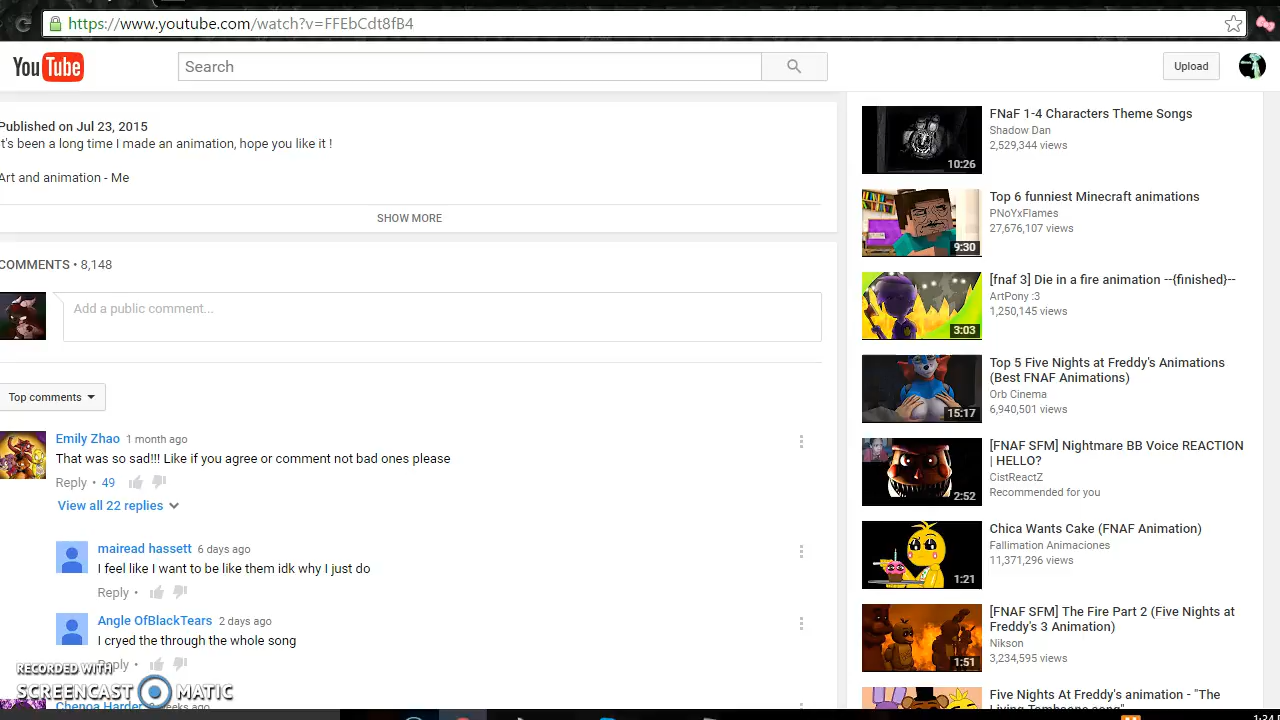 https://www.youtube.com/watch?v=FFEbCdt8fB4
YouTube
Search
Upload
Published on Jul 23, 2015
t's been a long time I made an animation, hope you like it !
Art and animation - Me
SHOW MORE
COMMENTS • 8,148
Add a public comment...
Top comments
Emily Zhao 1 month ago
That was so sad!!! Like if you agree or comment not bad ones please
Reply • 49
View all 22 replies
mairead hassett 6 days ago
I feel like I want to be like them idk why I just do
Reply •
Angle OfBlackTears 2 days ago
I cryed the through the whole song
Reply •
RECORDED WITH
SCREENCAST MATIC
Chenoa Harder weeks ago
FNaF 1-4 Characters Theme Songs
Shadow Dan
2,529,344 views
10:26
Top 6 funniest Minecraft animations
PNoYxFlames
27,676,107 views
9:30
[fnaf 3] Die in a fire animation --{finished}--
ArtPony :3
1,250,145 views
3:03
Top 5 Five Nights at Freddy's Animations
(Best FNAF Animations)
Orb Cinema
6,940,501 views
15:17
[FNAF SFM] Nightmare BB Voice REACTION
| HELLO?
CistReactZ
Recommended for you
2:52
Chica Wants Cake (FNAF Animation)
Fallimation Animaciones
11,371,296 views
1:21
[FNAF SFM] The Fire Part 2 (Five Nights at
Freddy's 3 Animation)
Nikson
3,234,595 views
1:51
Five Nights At Freddy's animation - "The
Living Tombstone song"
1:34